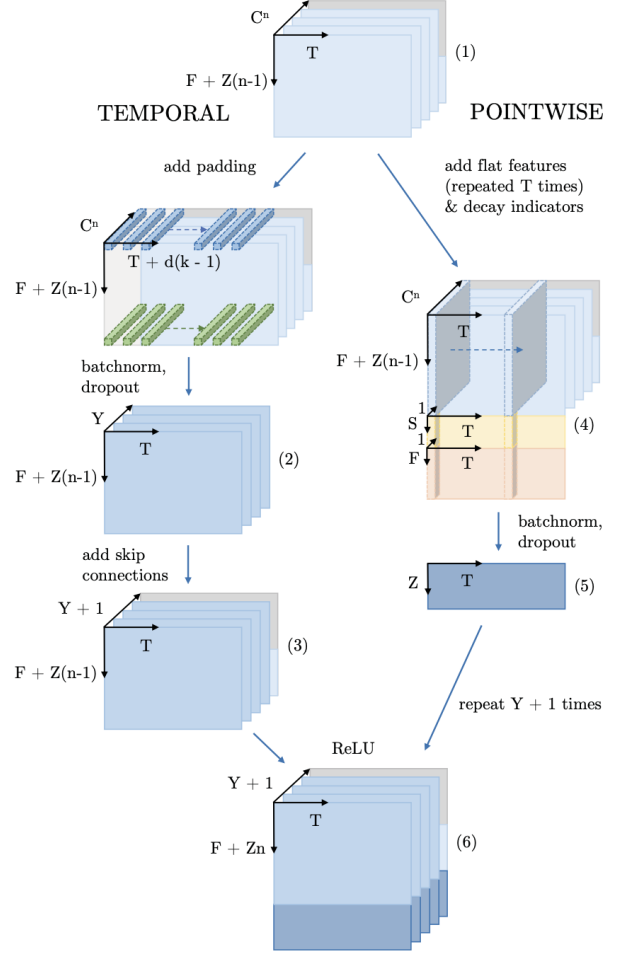 Cⁿ
T
(1)
F + Z(n-1)
TEMPORAL
POINTWISE
add padding
add flat features
(repeated T times)
& decay indicators
Cⁿ
T + d(k - 1)
F + Z(n-1)
Cⁿ
T
F + Z(n-1)
batchnorm,
dropout
1
S
T
(4)
1
F
T
Y
T
(2)
F + Z(n-1)
batchnorm,
dropout
add skip
connections
Z
T
(5)
Y + 1
T
(3)
F + Z(n-1)
repeat Y + 1 times
ReLU
Y + 1
T
(6)
F + Zn